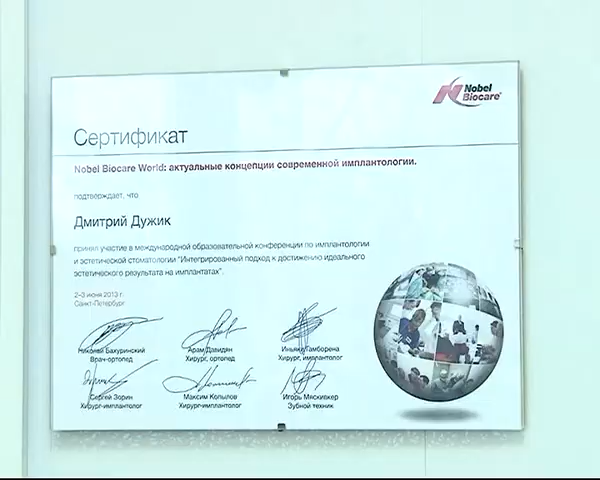 Nobel
Biocare
Сертификат
Nobel Biocare World: актуальные концепции современной имплантологии.
подтверждает, что
Дмитрий Дужик
принял участие в международной образовательной конференции по имплантологии
и эстетической стоматологии "Интегрированный подход к достижению идеального
эстетического результата на имплантатах".
2–3 июня 2013 г.
Санкт-Петербург
Николай Бахуринский
Врач-ортопед
Арам Давидян
Хирург, ортопед
Иньяки Гамборена
Хирург, имплантолог
Сергей Зорин
Хирург-имплантолог
Максим Копылов
Хирург-имплантолог
Игорь Мяскивкер
Зубной техник